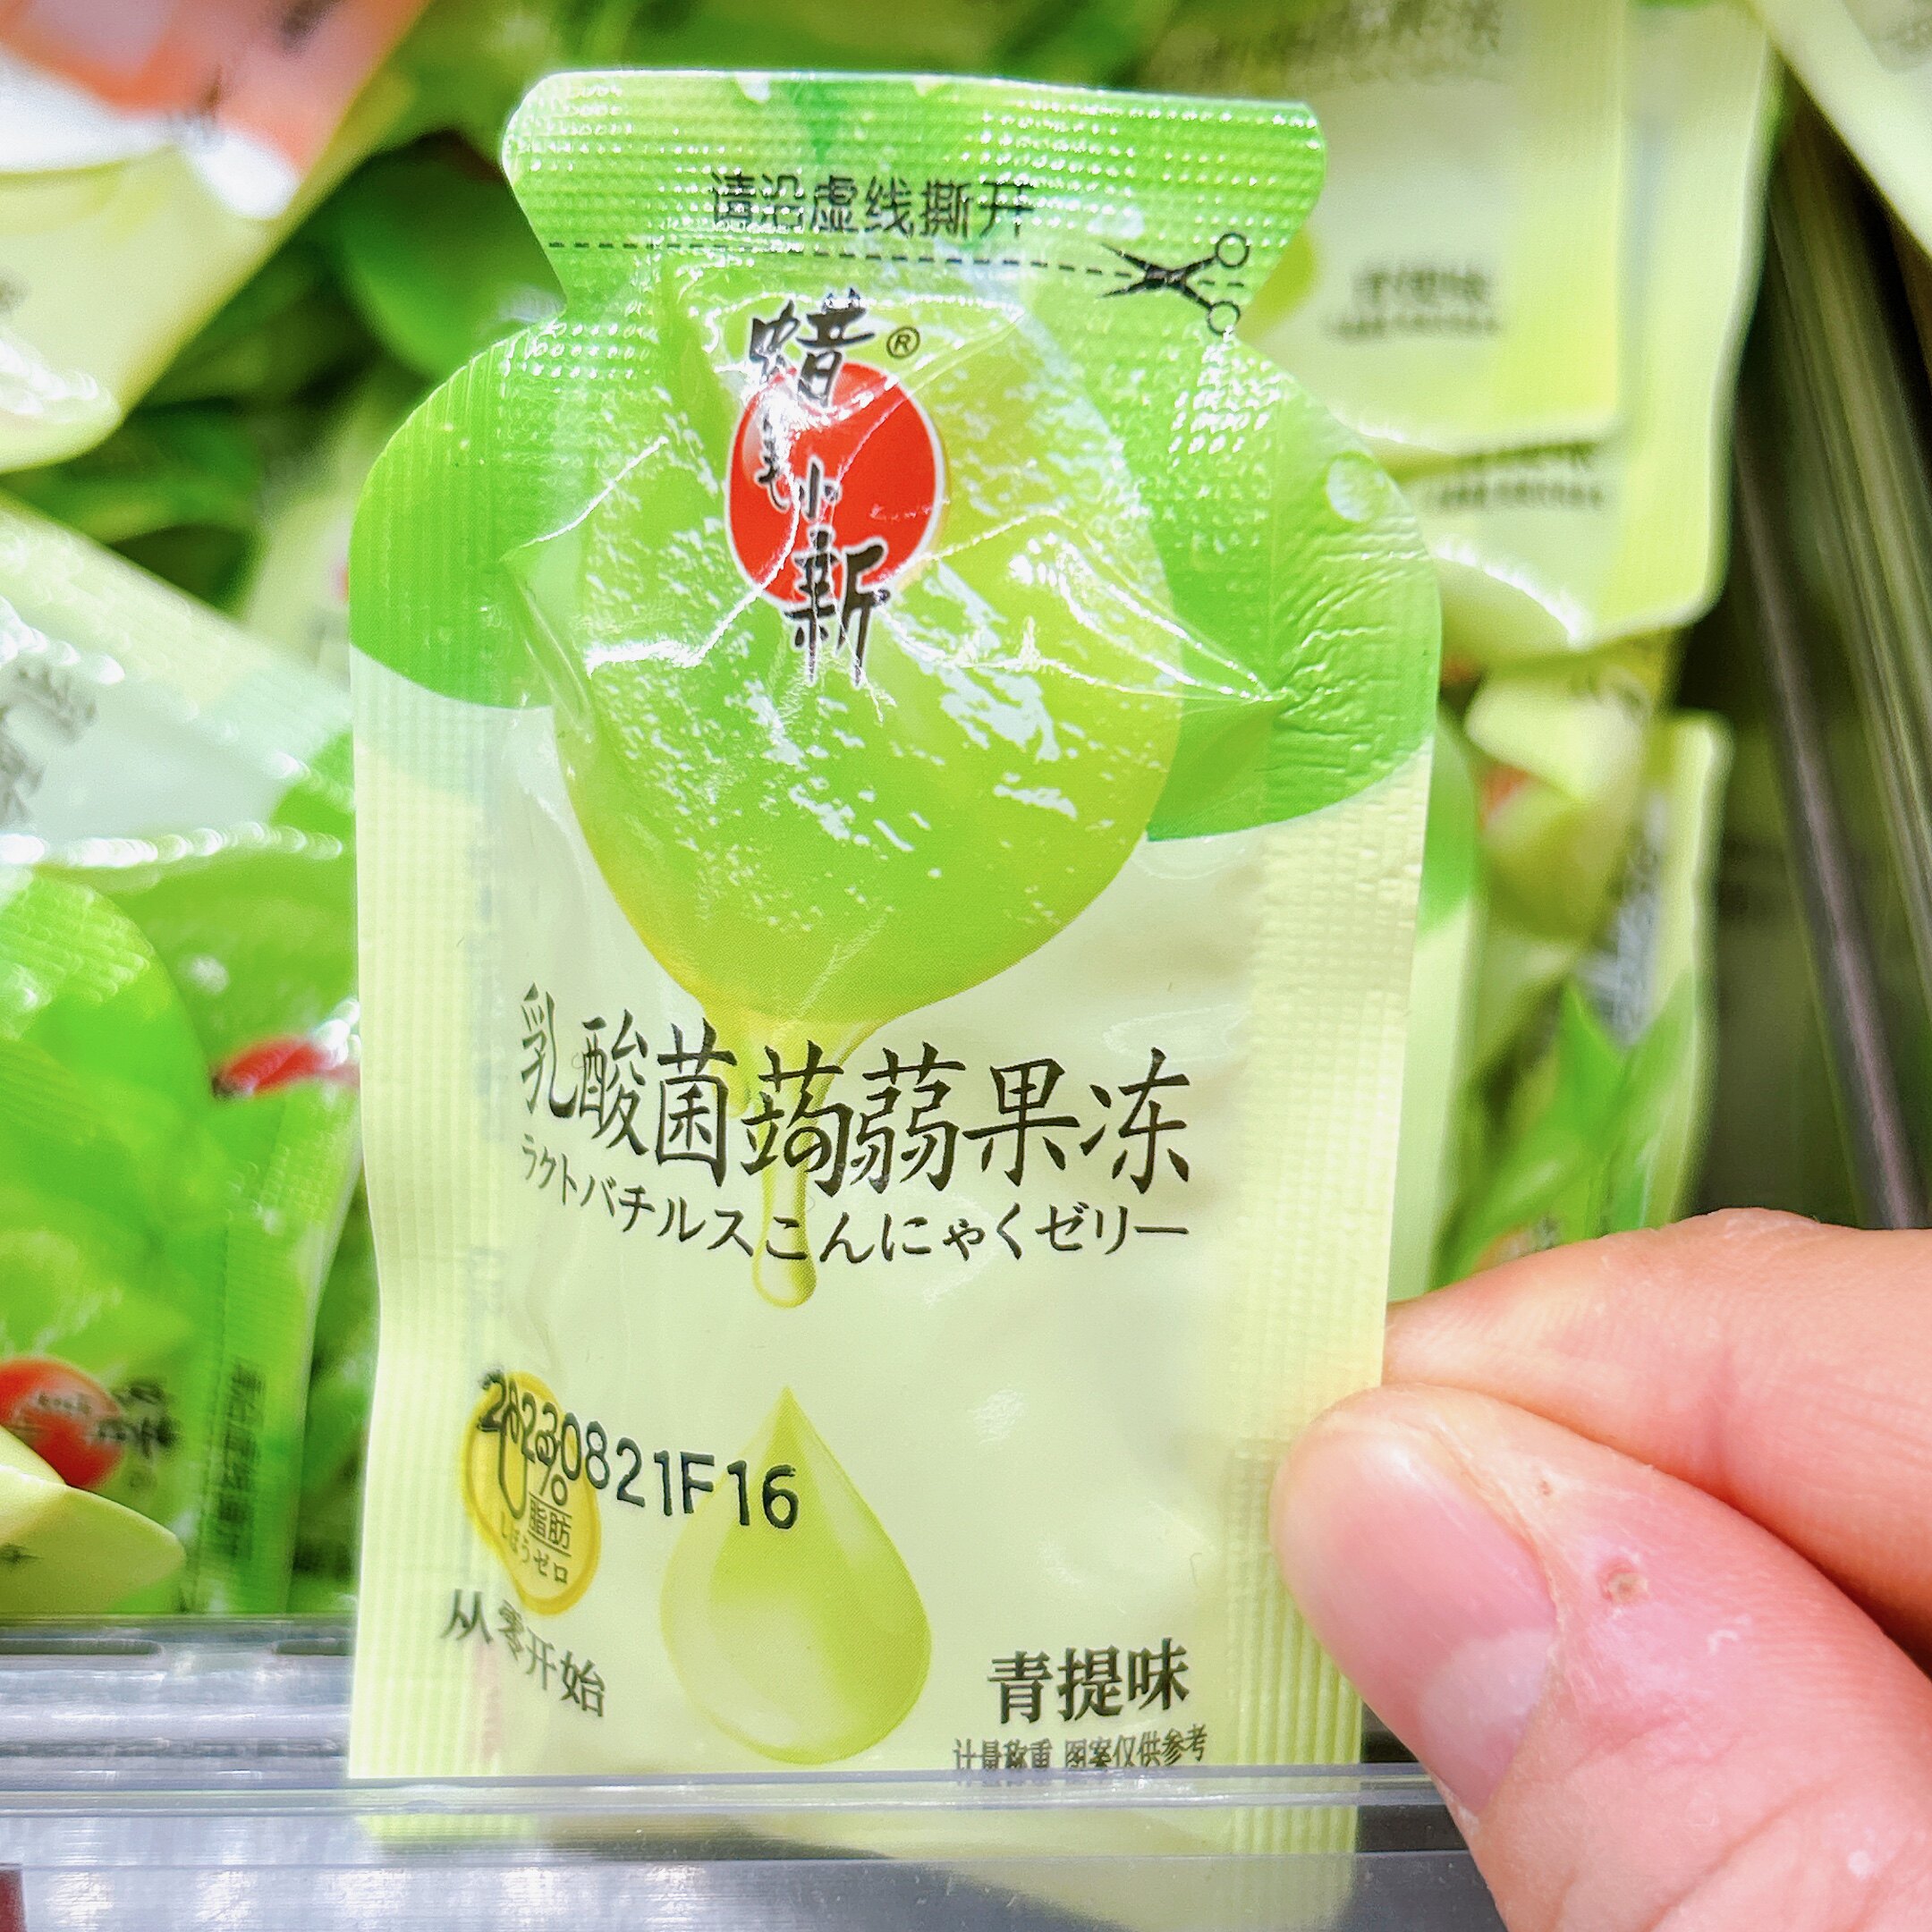 请沿虚线撕开
蜡笔小新®
乳酸菌蒟蒻果冻
ラクトバチルスこんにゃくゼリー
20230821F16
0%
脂肪
しぼうゼロ
从零开始
青提味
计量称重 图案仅供参考